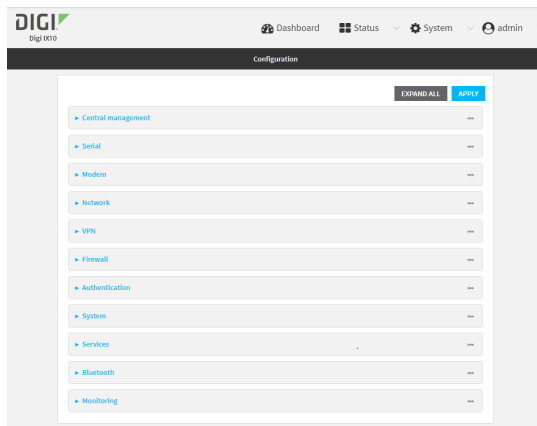 DIGI
Digi IX10
Dashboard Status System admin
Configuration
EXPAND ALL APPLY
Central management
Serial
Modem
Network
VPN
Firewall
Authentication
System
Services
Bluetooth
Monitoring